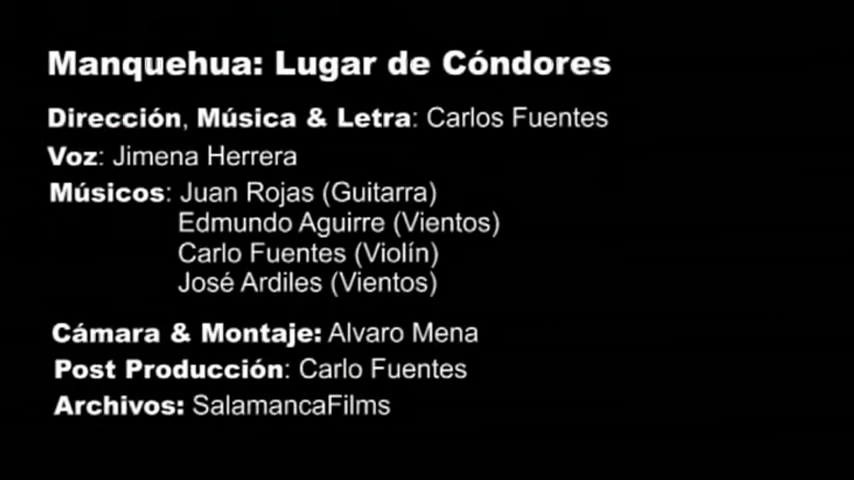 Manquehua: Lugar de Cóndores
Dirección, Música & Letra: Carlos Fuentes
Voz: Jimena Herrera
Músicos: Juan Rojas (Guitarra)
Edmundo Aguirre (Vientos)
Carlo Fuentes (Violín)
José Ardiles (Vientos)
Cámara & Montaje: Alvaro Mena
Post Producción: Carlo Fuentes
Archivos: SalamancaFilms